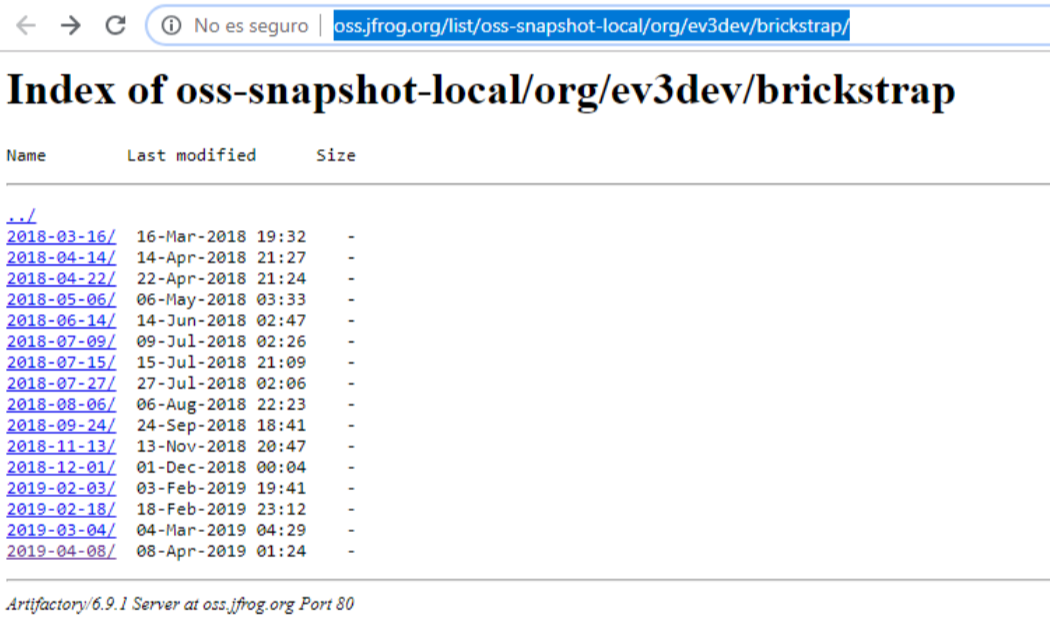 No es seguro | oss.jfrog.org/list/oss-snapshot-local/org/ev3dev/brickstrap/
Index of oss-snapshot-local/org/ev3dev/brickstrap
Name Last modified Size
../
2018-03-16/ 16-Mar-2018 19:32 -
2018-04-14/ 14-Apr-2018 21:27 -
2018-04-22/ 22-Apr-2018 21:24 -
2018-05-06/ 06-May-2018 03:33 -
2018-06-14/ 14-Jun-2018 02:47 -
2018-07-09/ 09-Jul-2018 02:26 -
2018-07-15/ 15-Jul-2018 21:09 -
2018-07-27/ 27-Jul-2018 02:06 -
2018-08-06/ 06-Aug-2018 22:23 -
2018-09-24/ 24-Sep-2018 18:41 -
2018-11-13/ 13-Nov-2018 20:47 -
2018-12-01/ 01-Dec-2018 00:04 -
2019-02-03/ 03-Feb-2019 19:41 -
2019-02-18/ 18-Feb-2019 23:12 -
2019-03-04/ 04-Mar-2019 04:29 -
2019-04-08/ 08-Apr-2019 01:24 -
Artifactory/6.9.1 Server at oss.jfrog.org Port 80